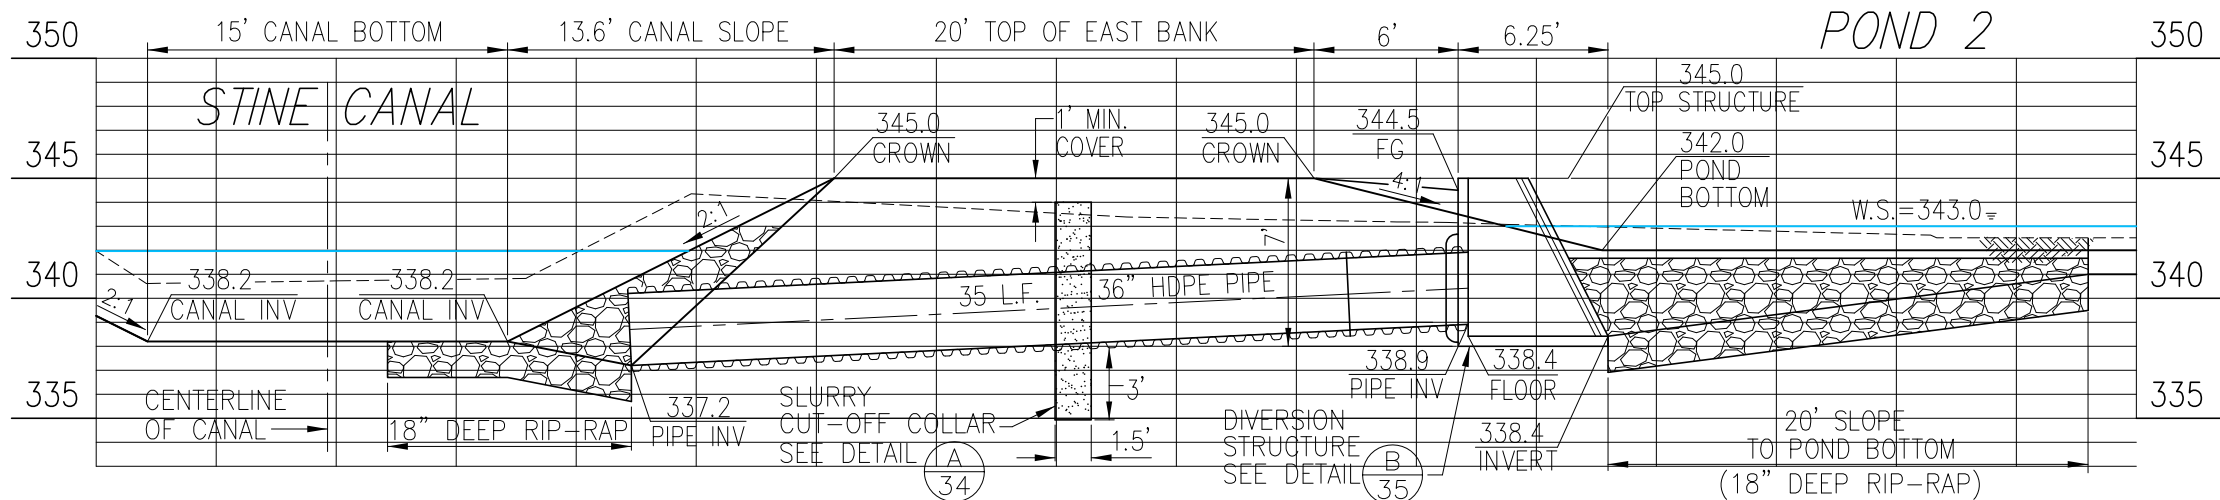 350
15' CANAL BOTTOM
13.6' CANAL SLOPE
20' TOP OF EAST BANK
6'
6.25'
POND 2
350
STINE CANAL
345.0
CROWN
1' MIN.
COVER
345.0
CROWN
344.5
FG
345.0
TOP STRUCTURE
342.0
POND
BOTTOM
345
345
2:1
4:1
W.S.=343.0
7'
340
340
2:1
338.2
CANAL INV
338.2
CANAL INV
35 L.F.
36" HDPE PIPE
335
335
CENTERLINE
OF CANAL
18" DEEP RIP-RAP
337.2
PIPE INV
SLURRY
CUT-OFF COLLAR
SEE DETAIL
A
34
3'
1.5'
338.9
PIPE INV
338.4
FLOOR
DIVERSION
STRUCTURE
SEE DETAIL
B
35
338.4
INVERT
20' SLOPE
TO POND BOTTOM
(18" DEEP RIP-RAP)